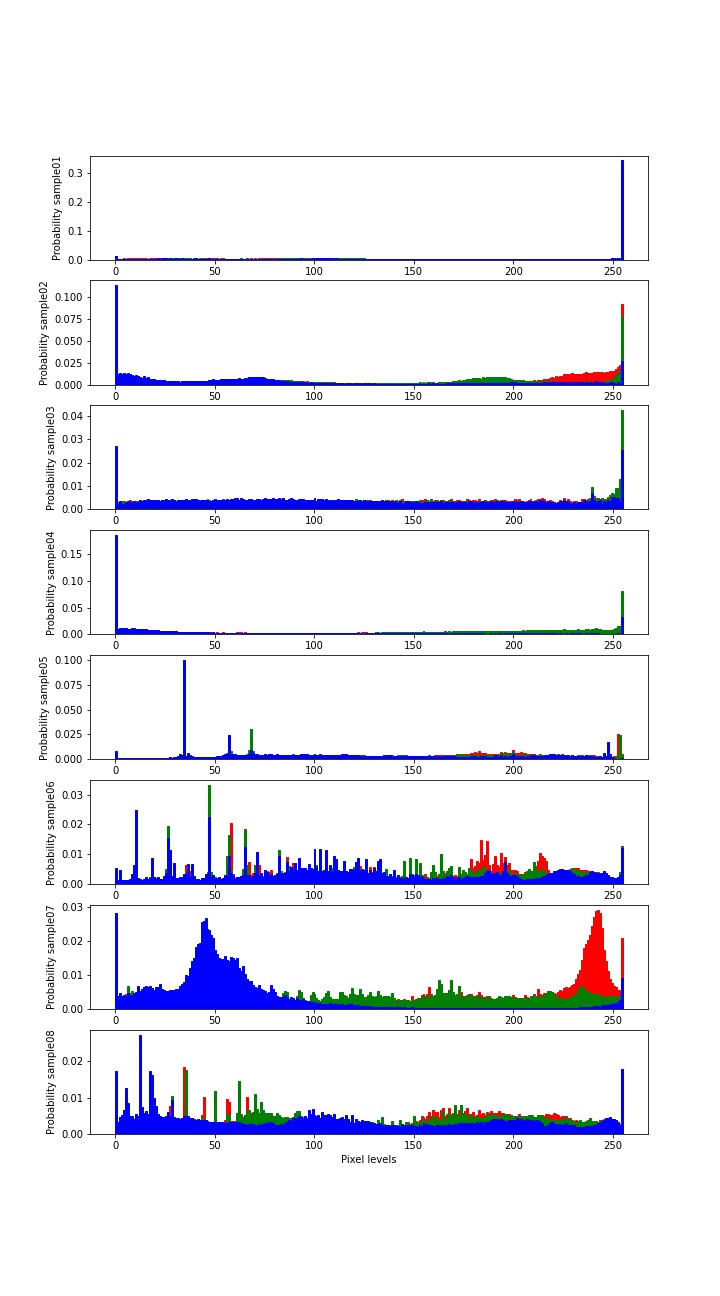 Probability sample01
0.3
0.2
0.1
0.0
0 50 100 150 200 250
Probability sample02
0.100
0.075
0.050
0.025
0.000
0 50 100 150 200 250
Probability sample03
0.04
0.03
0.02
0.01
0.00
0 50 100 150 200 250
Probability sample04
0.15
0.10
0.05
0.00
0 50 100 150 200 250
Probability sample05
0.100
0.075
0.050
0.025
0.000
0 50 100 150 200 250
Probability sample06
0.03
0.02
0.01
0.00
0 50 100 150 200 250
Probability sample07
0.03
0.02
0.01
0.00
0 50 100 150 200 250
Probability sample08
0.02
0.01
0.00
0 50 100 150 200 250
Pixel levels